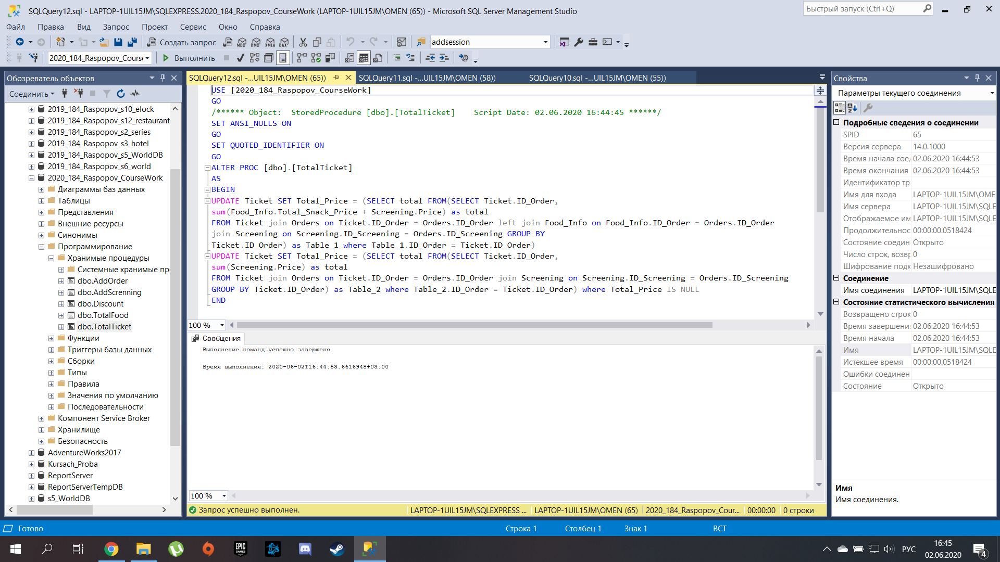 SQLQuery12.sql - LAPTOP-1UIL15JM\SQLEXPRESS.2020_184_Raspopov_CourseWork (LAPTOP-1UIL15JM\OMEN (65)) - Microsoft SQL Server Management Studio
Быстрый запуск (Ctrl+Q)
Файл Правка Вид Запрос Проект Сервис Окно Справка
Создать запрос
MDX DMX XMLA DAX
addsession
2020_184_Raspopov_Course
Выполнить
Обозреватель объектов
Соединить
2019_184_Raspopov_s10_elock
2019_184_Raspopov_s12_restaurant
2019_184_Raspopov_s2_series
2019_184_Raspopov_s3_hotel
2019_184_Raspopov_s5_WorldDB
2019_184_Raspopov_s6_world
2020_184_Raspopov_CourseWork
Диаграммы баз данных
Таблицы
Представления
Внешние ресурсы
Синонимы
Программирование
Хранимые процедуры
Системные хранимые пр
dbo.AddOrder
dbo.AddScrenning
dbo.Discount
dbo.TotalFood
dbo.TotalTicket
Функции
Триггеры базы данных
Сборки
Типы
Правила
Значения по умолчанию
Последовательности
Компонент Service Broker
Хранилище
Безопасность
AdventureWorks2017
Kursach_Proba
ReportServer
ReportServerTempDB
s5_WorldDB
SQLQuery12.sql -...UIL15JM\OMEN (65))
SQLQuery11.sql -...UIL15JM\OMEN (58))
SQLQuery10.sql -...UIL15JM\OMEN (55))
USE [2020_184_Raspopov_CourseWork]
GO
/****** Object:  StoredProcedure [dbo].[TotalTicket]    Script Date: 02.06.2020 16:44:45 ******/
SET ANSI_NULLS ON
GO
SET QUOTED_IDENTIFIER ON
GO
ALTER PROC [dbo].[TotalTicket]
AS
BEGIN
UPDATE Ticket SET Total_Price = (SELECT total FROM(SELECT Ticket.ID_Order,
sum(Food_Info.Total_Snack_Price + Screening.Price) as total
FROM Ticket join Orders on Ticket.ID_Order = Orders.ID_Order left join Food_Info on Food_Info.ID_Order = Orders.ID_Order
join Screening on Screening.ID_Screening = Orders.ID_Screening GROUP BY
Ticket.ID_Order) as Table_1 where Table_1.ID_Order = Ticket.ID_Order)
UPDATE Ticket SET Total_Price = (SELECT total FROM(SELECT Ticket.ID_Order,
sum(Screening.Price) as total
FROM Ticket join Orders on Ticket.ID_Order = Orders.ID_Order join Screening on Screening.ID_Screening = Orders.ID_Screening
GROUP BY Ticket.ID_Order) as Table_2 where Table_2.ID_Order = Ticket.ID_Order) where Total_Price IS NULL
END
100 %
Сообщения
Выполнение команд успешно завершено.
Время выполнения: 2020-06-02T16:44:53.6616948+03:00
100 %
Запрос успешно выполнен.
LAPTOP-1UIL15JM\SQLEXPRESS ...
LAPTOP-1UIL15JM\OMEN (65)
2020_184_Raspopov_Cour...
00:00:00
0 строки
Свойства
Параметры текущего соединения
Подробные сведения о соединении
SPID 65
Версия сервера 14.0.1000
Время начала соед 02.06.2020 16:44:53
Время окончания 02.06.2020 16:44:53
Идентификатор тр
Имя для входа LAPTOP-1UIL15JM\OME
Имя сервера LAPTOP-1UIL15JM\SQLE
Отображаемое им LAPTOP-1UIL15JM\SQLE
Продолжительнос 00:00:00.0518424
Состояние соедин Открыто
Число строк, возвр 0
Шифрование подк Незашифровано
Соединение
Имя соединения LAPTOP-1UIL15JM\SQLE
Состояние статистического вычисления
Возвращено строк 0
Время завершени 02.06.2020 16:44:53
Время начала 02.06.2020 16:44:53
Имя LAPTOP-1UIL15JM\SQLE
Истекшее время 00:00:00.0518424
Ошибки соединен
Состояние Открыто
Имя
Имя соединения.
Готово
Строка 1
Столбец 1
Знак 1
ВСТ
EPIC GAMES
РУС
16:45
02.06.2020
4